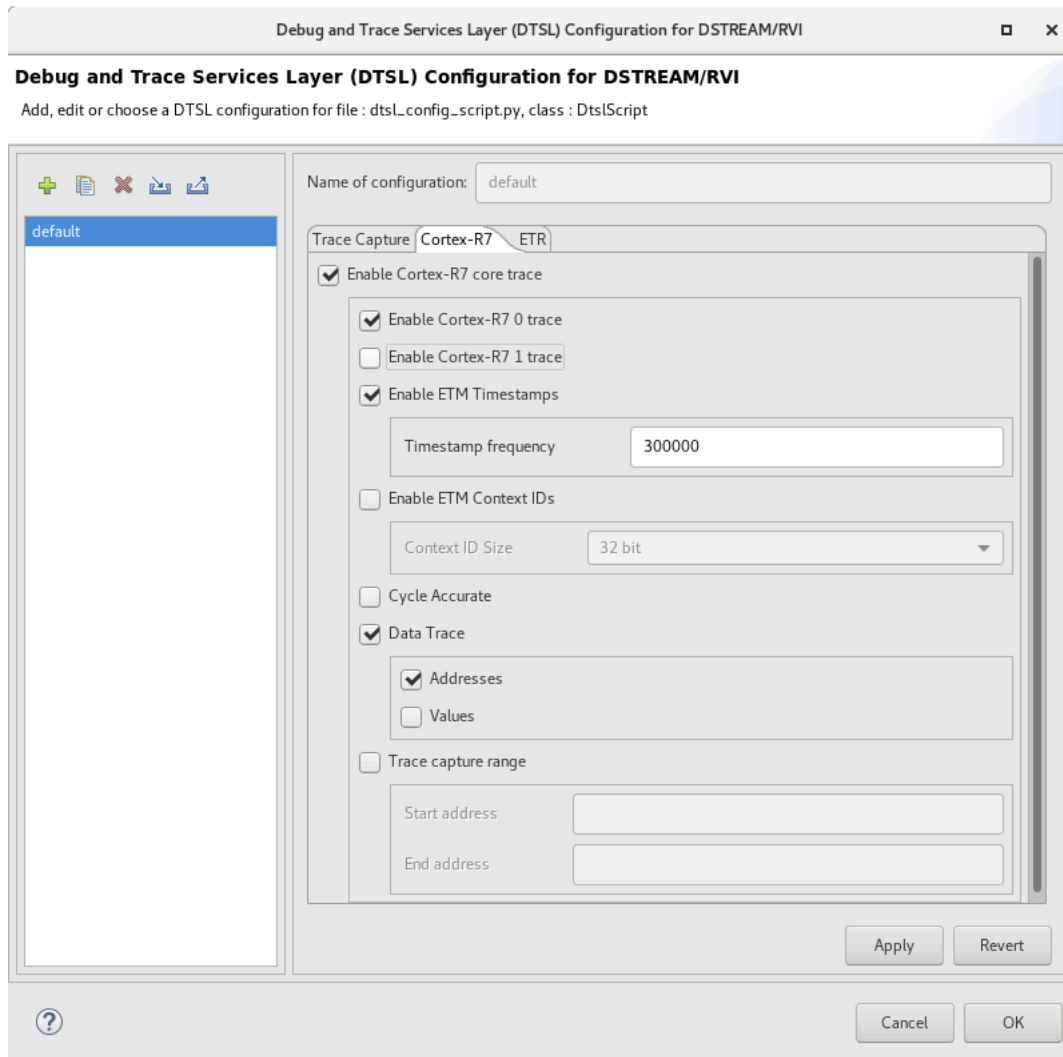 Debug and Trace Services Layer (DTSL) Configuration for DSTREAM/RVI
Debug and Trace Services Layer (DTSL) Configuration for DSTREAM/RVI
Add, edit or choose a DTSL configuration for file : dtsl_config_script.py, class : DtslScript
default
Name of configuration: default
Trace Capture Cortex-R7 ETR
Enable Cortex-R7 core trace
Enable Cortex-R7 0 trace
Enable Cortex-R7 1 trace
Enable ETM Timestamps
Timestamp frequency 300000
Enable ETM Context IDs
Context ID Size 32 bit
Cycle Accurate
Data Trace
Addresses
Values
Trace capture range
Start address
End address
Apply Revert
Cancel OK